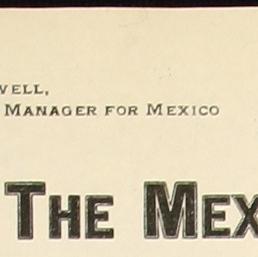 WELL,
MANAGER FOR MEXICO
THE MEX